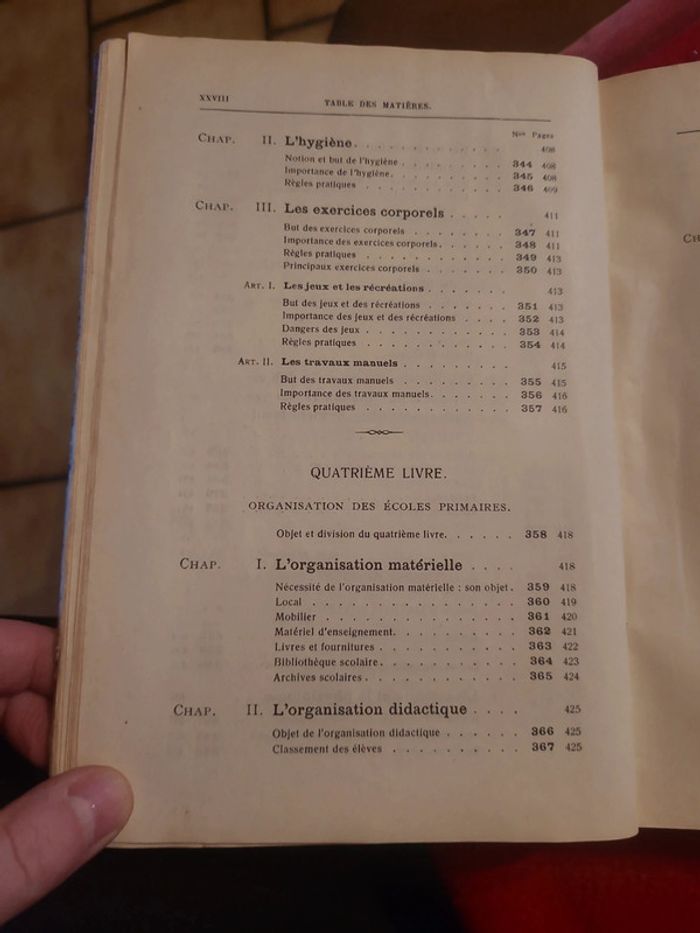 XXVIII TABLE DES MATIÈRES.
Nos Pages
CHAP. II. L'hygiène. . . . . . . . . . . . 408
Notion et but de l'hygiène . . . . . . . . . 344 408
Importance de l'hygiène. . . . . . . . . . 345 408
Règles pratiques . . . . . . . . . . . . 346 409
CHAP. III. Les exercices corporels . . . . . 411
But des exercices corporels . . . . . . . . 347 411
Importance des exercices corporels. . . . . . 348 411
Règles pratiques . . . . . . . . . . . . 349 413
Principaux exercices corporels . . . . . . . 350 413
ART. I. Les jeux et les récréations . . . . . . . 413
But des jeux et des récréations . . . . . . . 351 413
Importance des jeux et des récréations . . . . 352 413
Dangers des jeux . . . . . . . . . . . . 353 414
Règles pratiques . . . . . . . . . . . . 354 414
ART. II. Les travaux manuels . . . . . . . . . 415
But des travaux manuels . . . . . . . . . 355 415
Importance des travaux manuels. . . . . . . 356 416
Règles pratiques . . . . . . . . . . . . 357 416
QUATRIÈME LIVRE.
ORGANISATION DES ÉCOLES PRIMAIRES.
Objet et division du quatrième livre. . . . . . 358 418
CHAP. I. L'organisation matérielle . . . . 418
Nécessité de l'organisation matérielle : son objet . 359 418
Local . . . . . . . . . . . . . . . . 360 419
Mobilier . . . . . . . . . . . . . . . 361 420
Matériel d'enseignement. . . . . . . . . . 362 421
Livres et fournitures . . . . . . . . . . . 363 422
Bibliothèque scolaire . . . . . . . . . . . 364 423
Archives scolaires . . . . . . . . . . . . 365 424
CHAP. II. L'organisation didactique . . . . 425
Objet de l'organisation didactique . . . . . . 366 425
Classement des élèves . . . . . . . . . . 367 425
CH